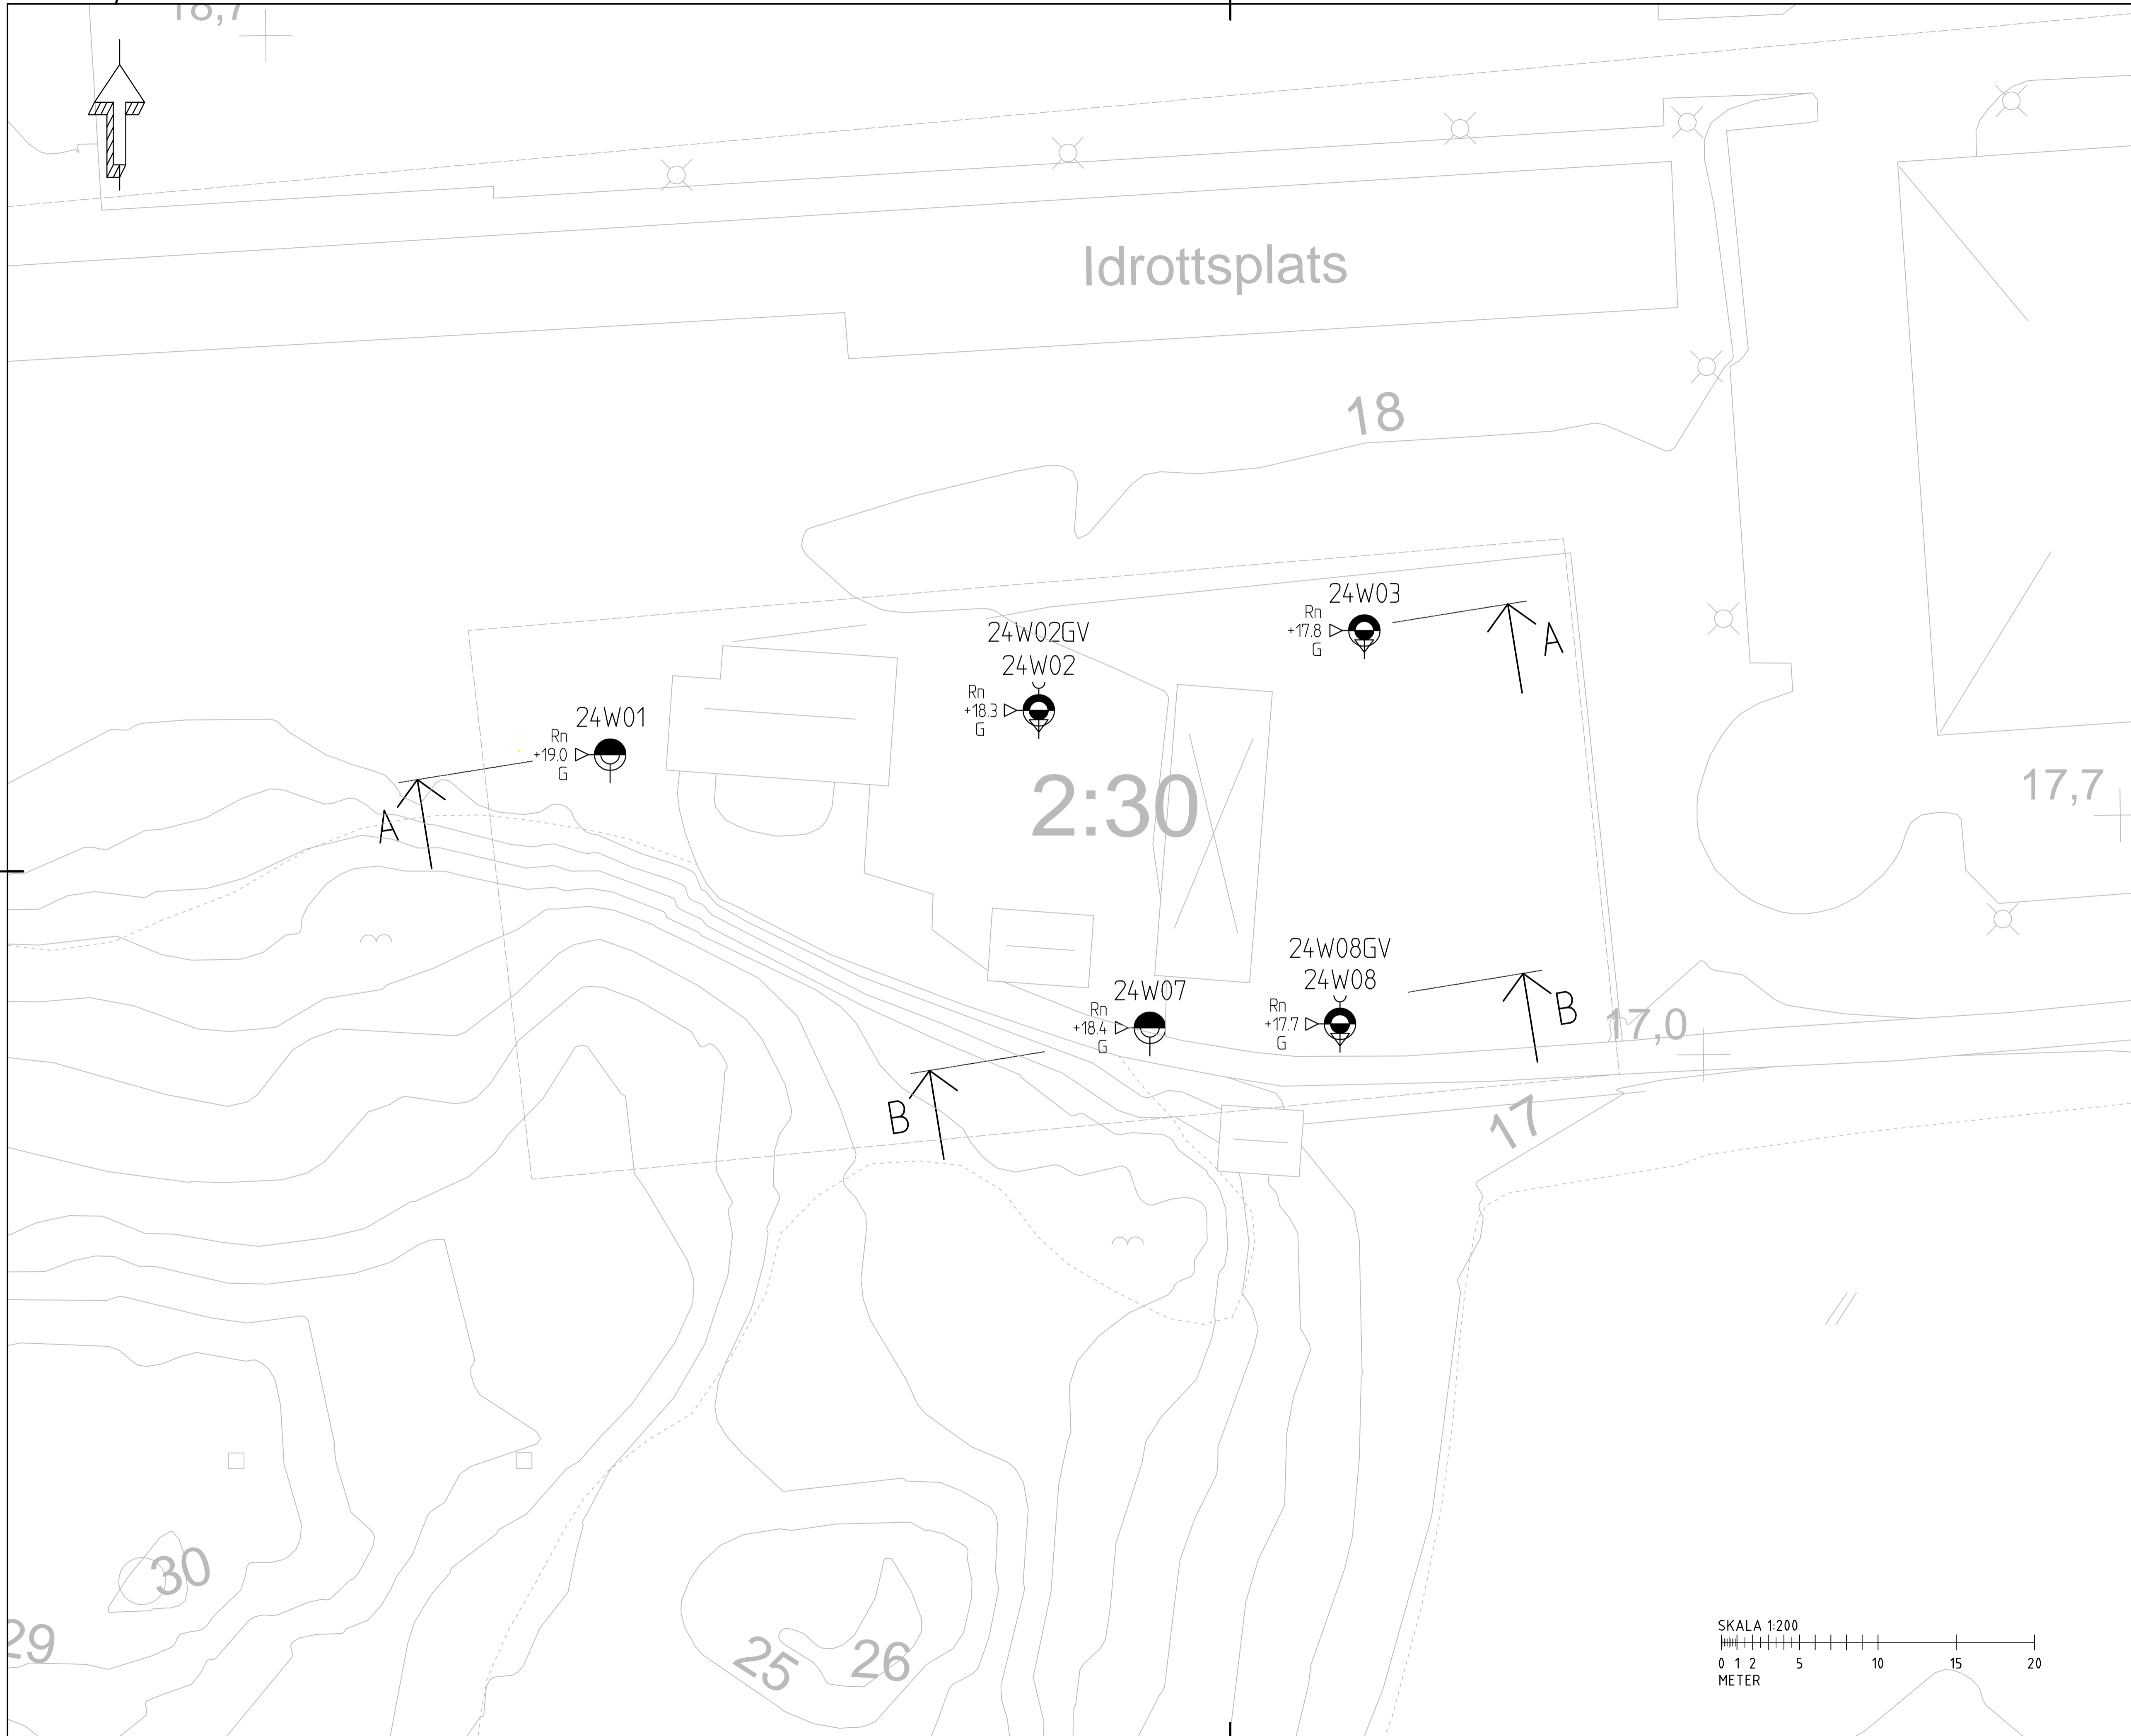 18,7
Idrottsplats
18
24W03
Rn
+17.8
G
A
24W02GV
24W02
Rn
+18.3
G
24W01
Rn
+19.0
G
A
2:30
17,7
24W08GV
24W08
Rn
+17.7
G
24W07
Rn
+18.4
G
B
17,0
B
17
30
29
25
26
SKALA 1:200
0 1 2 5 10 15 20
METER